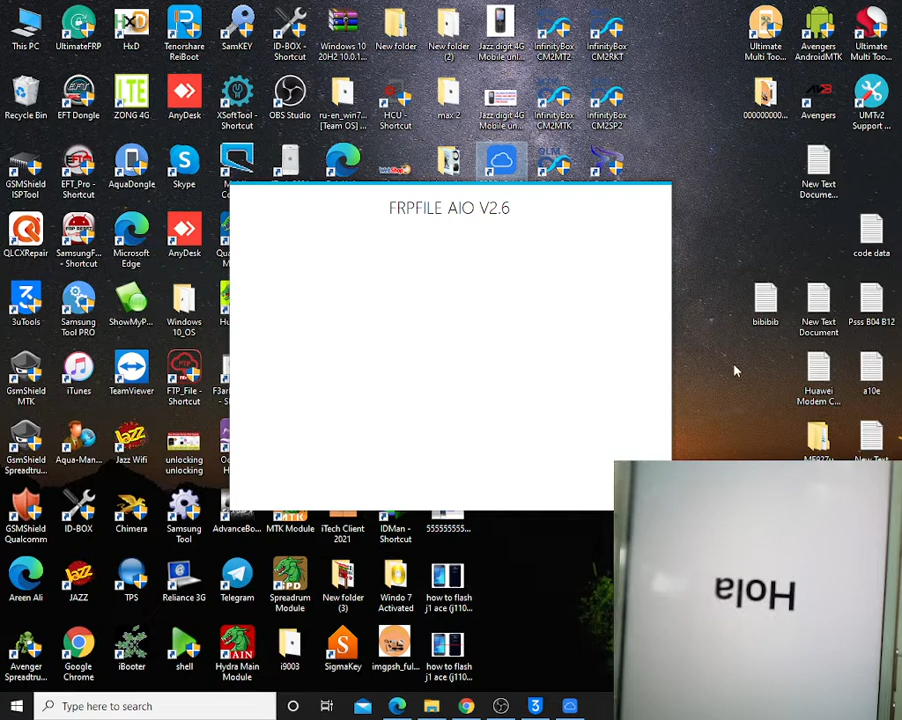 This PC
UltimateFRP
HxD
Tenorshare ReiBoot
SamKEY
ID-BOX - Shortcut
Windows 10 20H2 10.0.1...
New folder
New folder (2)
Jazz digit 4G Mobile unl...
InfinityBox CM2MT2
InfinityBox CM2RKT
Ultimate Multi Too...
Avengers AndroidMTK
Ultimate Multi Too...
Recycle Bin
EFT Dongle
LTE
ZONG 4G
AnyDesk
XSoftTool - Shortcut
OBS Studio
ru-en_win7... [Team OS] ...
HCU - Shortcut
max 2
Jazz digit 4G Mobile unl...
InfinityBox CM2MTK
InfinityBox CM2SP2
000000000...
Avengers
UMTv2 Support ...
GSMShield ISPTool
EFT_Pro - Shortcut
AquaDongle
Skype
New Text Docume...
QLCXRepair
SamsungF... - Shortcut
Microsoft Edge
AnyDesk
code data
FRPFILE AIO V2.6
3uTools
Samsung Tool PRO
ShowMyP...
Windows 10_OS
bibibib
New Text Document
Psss B04 B12
GsmShield MTK
iTunes
TeamViewer
FTP_File - Shortcut
Huawei Modem C...
a10e
GsmShield Spreadtru...
Aqua-Man...
Jazz Wifi
unlocking unlocking
New Text
GSMShield Qualcomm
ID-BOX
Chimera
Samsung Tool
AdvanceBo...
MTK Module
iTech Client 2021
IDMan - Shortcut
555555555...
Hola
Areen Ali
JAZZ
TPS
Reliance 3G
Telegram
Spreadrum Module
New folder (3)
Windo 7 Activated
how to flash j1 ace (j110...
Avenger Spreadtru...
Google Chrome
iBooter
shell
Hydra Main Module
i9003
SigmaKey
imgpsh_ful...
how to flash j1 ace (j110...
Type here to search